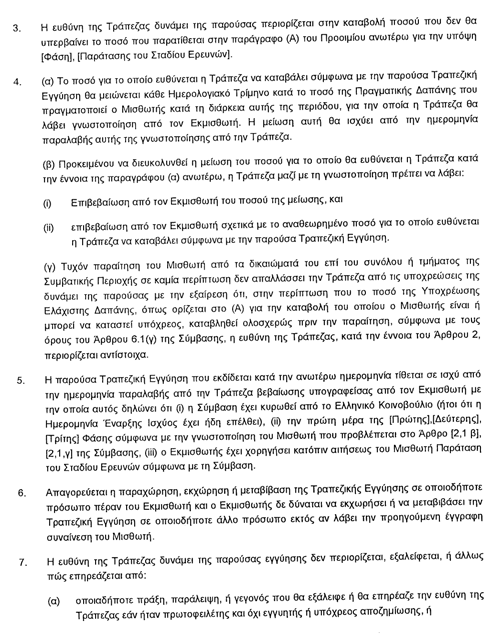 3. Η ευθύνη της Τράπεζας δυνάμει της παρούσας περιορίζεται στην καταβολή ποσού που δεν θα
υπερβαίνει το ποσό που παρατίθεται στην παράγραφο (Α) του Προοιμίου ανωτέρω για την υπόψη
[Φάση], [Παράτασης του Σταδίου Ερευνών].
4. (α) Το ποσό για το οποίο ευθύνεται η Τράπεζα να καταβάλει σύμφωνα με την παρούσα Τραπεζική
Εγγύηση θα μειώνεται κάθε Ημερολογιακό Τρίμηνο κατά το ποσό της Πραγματικής Δαπάνης που
πραγματοποιεί ο Μισθωτής κατά τη διάρκεια αυτής της περιόδου, για την οποία η Τράπεζα θα
λάβει γνωστοποίηση από τον Εκμισθωτή. Η μείωση αυτή θα ισχύει από την ημερομηνία
παραλαβής αυτής της γνωστοποίησης από την Τράπεζα.
(β) Προκειμένου να διευκολυνθεί η μείωση του ποσού για το οποίο θα ευθύνεται η Τράπεζα κατά
την έννοια της παραγράφου (α) ανωτέρω, η Τράπεζα μαζί με τη γνωστοποίηση πρέπει να λάβει:
(i) Επιβεβαίωση από τον Εκμισθωτή του ποσού της μείωσης, και
(ii) επιβεβαίωση από τον Εκμισθωτή σχετικά με το αναθεωρημένο ποσό για το οποίο ευθύνεται
η Τράπεζα να καταβάλει σύμφωνα με την παρούσα Τραπεζική Εγγύηση.
(γ) Τυχόν παραίτηση του Μισθωτή από τα δικαιώματά του επί του συνόλου ή τμήματος της
Συμβατικής Περιοχής σε καμία περίπτωση δεν απαλλάσσει την Τράπεζα από τις υποχρεώσεις της
δυνάμει της παρούσας με την εξαίρεση ότι, στην περίπτωση που το ποσό της Υποχρέωσης
Ελάχιστης Δαπάνης, όπως ορίζεται στο (Α) για την καταβολή του οποίου ο Μισθωτής είναι ή
μπορεί να καταστεί υπόχρεος, καταβληθεί ολοσχερώς πριν την παραίτηση, σύμφωνα με τους
όρους του Άρθρου 6.1(γ) της Σύμβασης, η ευθύνη της Τράπεζας, κατά την έννοια του Άρθρου 2,
περιορίζεται αντίστοιχα.
5. Η παρούσα Τραπεζική Εγγύηση που εκδίδεται κατά την ανωτέρω ημερομηνία τίθεται σε ισχύ από
την ημερομηνία παραλαβής από την Τράπεζα βεβαίωσης υπογραφείσας από τον Εκμισθωτή με
την οποία αυτός δηλώνει ότι (i) η Σύμβαση έχει κυρωθεί από το Ελληνικό Κοινοβούλιο (ήτοι ότι η
Ημερομηνία Έναρξης Ισχύος έχει ήδη επέλθει), (ii) την πρώτη μέρα της [Πρώτης],[Δεύτερης],
[Τρίτης] Φάσης σύμφωνα με την γνωστοποίηση του Μισθωτή που προβλέπεται στο Άρθρο [2,1 β],
[2,1,γ] της Σύμβασης, (iii) ο Εκμισθωτής έχει χορηγήσει κατόπιν αιτήσεως του Μισθωτή Παράταση
του Σταδίου Ερευνών σύμφωνα με τη Σύμβαση.
6. Απαγορεύεται η παραχώρηση, εκχώρηση ή μεταβίβαση της Τραπεζικής Εγγύησης σε οποιοδήποτε
πρόσωπο πέραν του Εκμισθωτή και ο Εκμισθωτής δε δύναται να εκχωρήσει ή να μεταβιβάσει την
Τραπεζική Εγγύηση σε οποιοδήποτε άλλο πρόσωπο εκτός αν λάβει την προηγούμενη έγγραφη
συναίνεση του Μισθωτή.
7. Η ευθύνη της Τράπεζας δυνάμει της παρούσας εγγύησης δεν περιορίζεται, εξαλείφεται, ή άλλως
πώς επηρεάζεται από:
(α) οποιαδήποτε πράξη, παράλειψη, ή γεγονός που θα εξάλειφε ή θα επηρέαζε την ευθύνη της
Τράπεζας εάν ήταν πρωτοφειλέτης και όχι εγγυητής ή υπόχρεος αποζημίωσης, ή